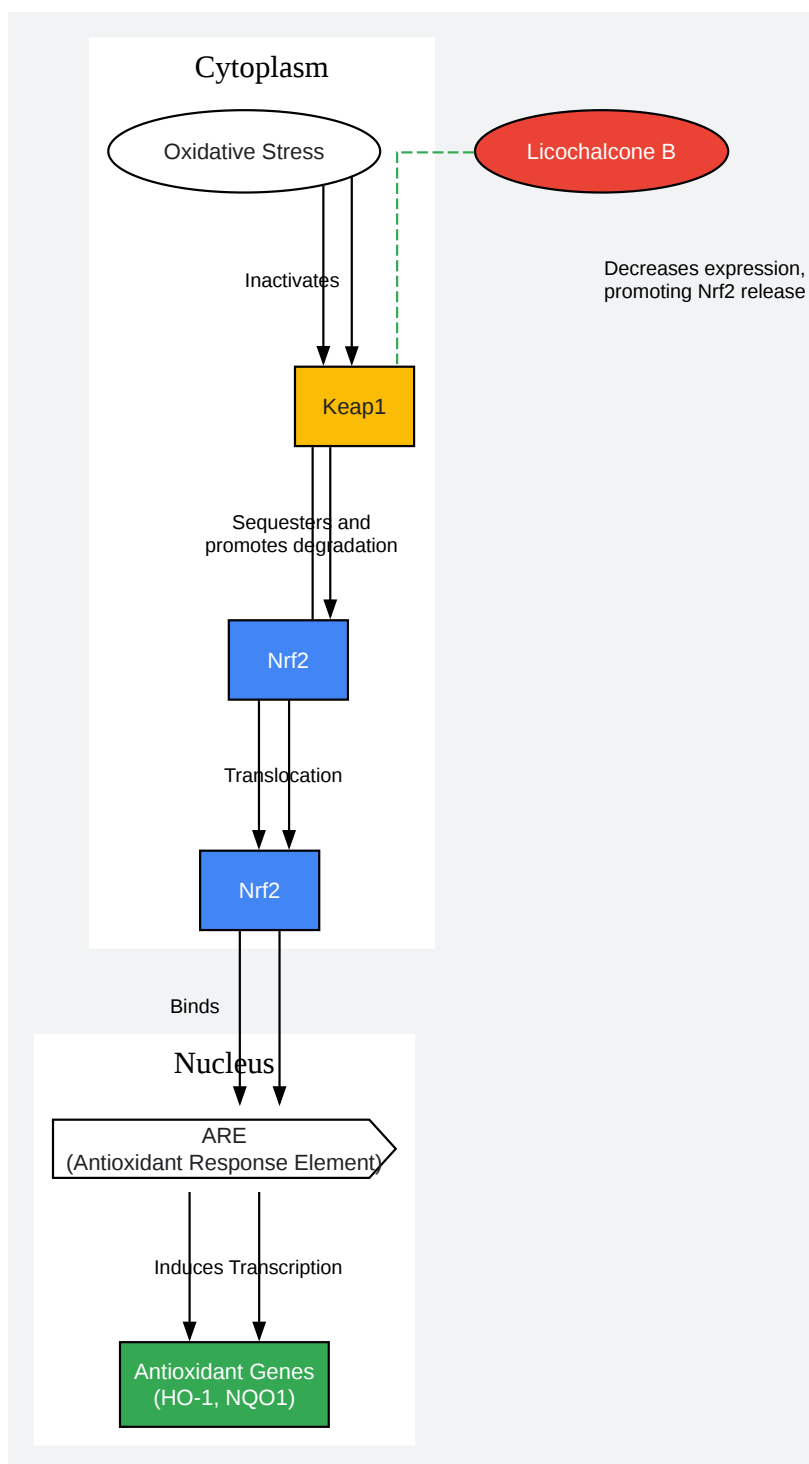 Cytoplasm
Oxidative Stress
Licochalcone B
Inactivates
Decreases expression,
promoting Nrf2 release
Keap1
Sequesters and
promotes degradation
Nrf2
Translocation
Nrf2
Binds
Nucleus
ARE
(Antioxidant Response Element)
Induces Transcription
Antioxidant Genes
(HO-1, NQO1)